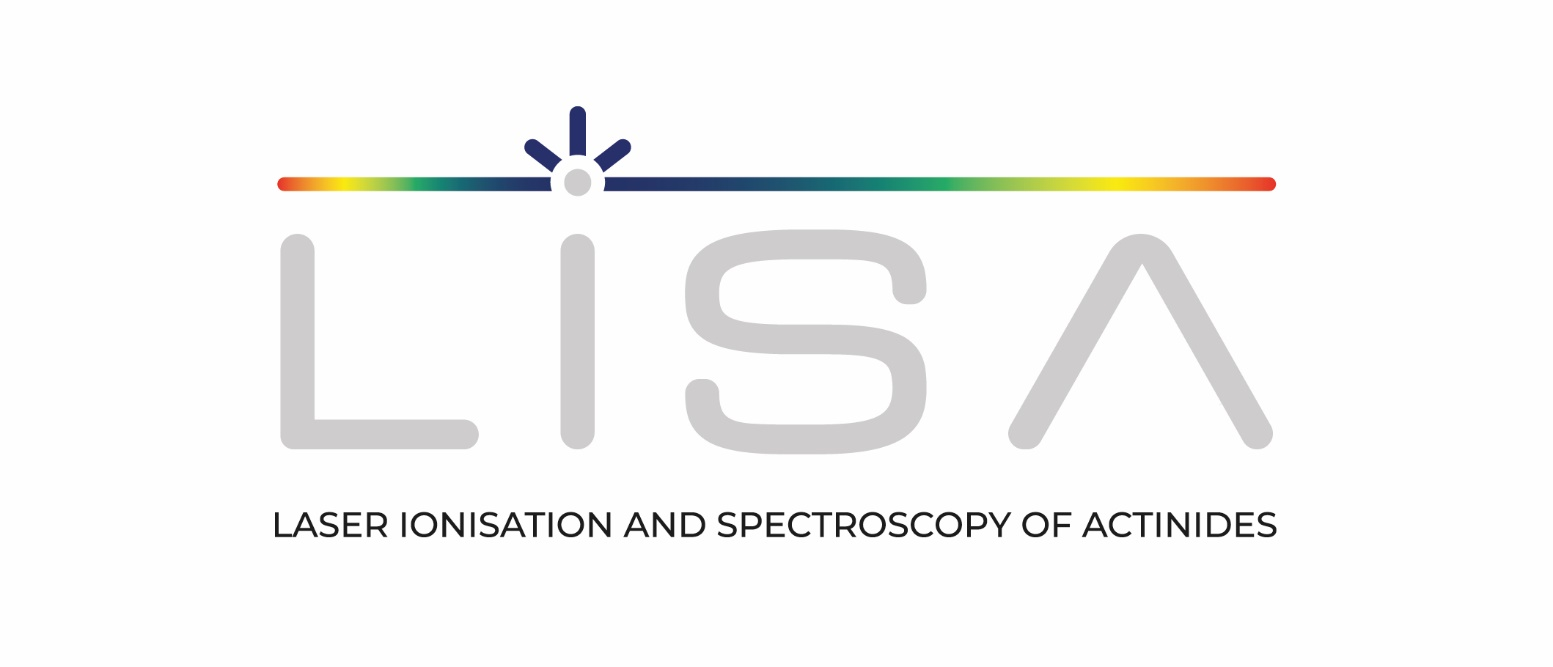 LiSA
LASER IONISATION AND SPECTROSCOPY OF ACTINIDES